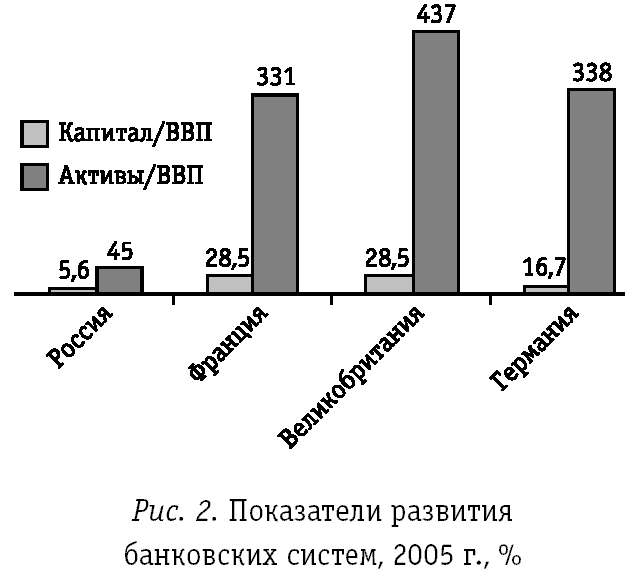 437
331
338
Капитал/ВВП
Активы/ВВП
5,6
45
28,5
28,5
16,7
Россия
Франция
Великобритания
Германия
Рис. 2. Показатели развития
банковских систем, 2005 г., %